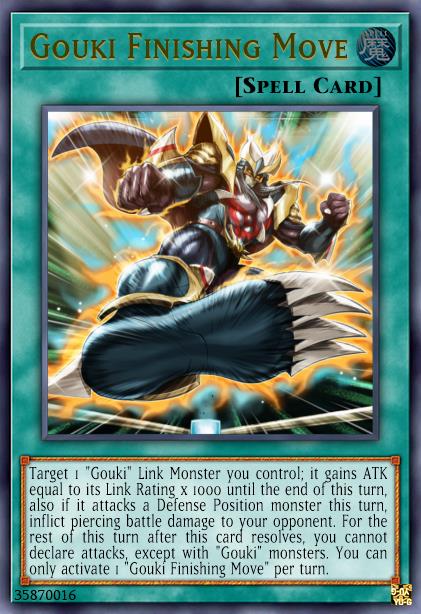 Gouki Finishing Move
魔
[Spell Card]
Target 1 "Gouki" Link Monster you control; it gains ATK
equal to its Link Rating x 1000 until the end of this turn,
also if it attacks a Defense Position monster this turn,
inflict piercing battle damage to your opponent. For the
rest of this turn after this card resolves, you cannot
declare attacks, except with "Gouki" monsters. You can
only activate 1 "Gouki Finishing Move" per turn.
35870016